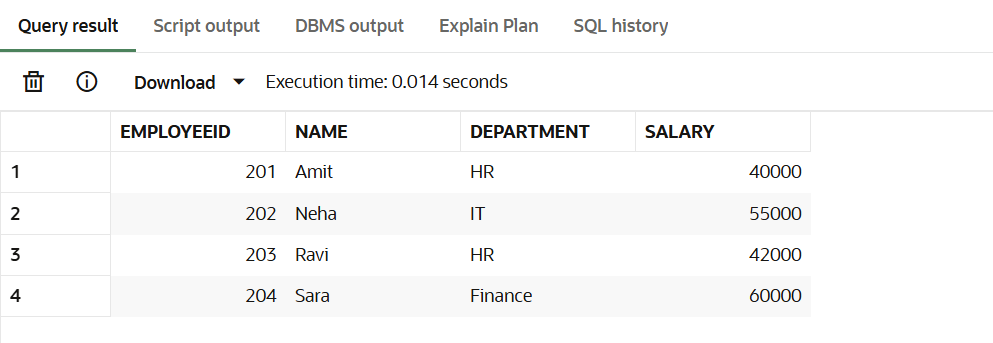 Query result Script output DBMS output Explain Plan SQL history
Download Execution time: 0.014 seconds
EMPLOYEEID NAME DEPARTMENT SALARY
1 201 Amit HR 40000
2 202 Neha IT 55000
3 203 Ravi HR 42000
4 204 Sara Finance 60000